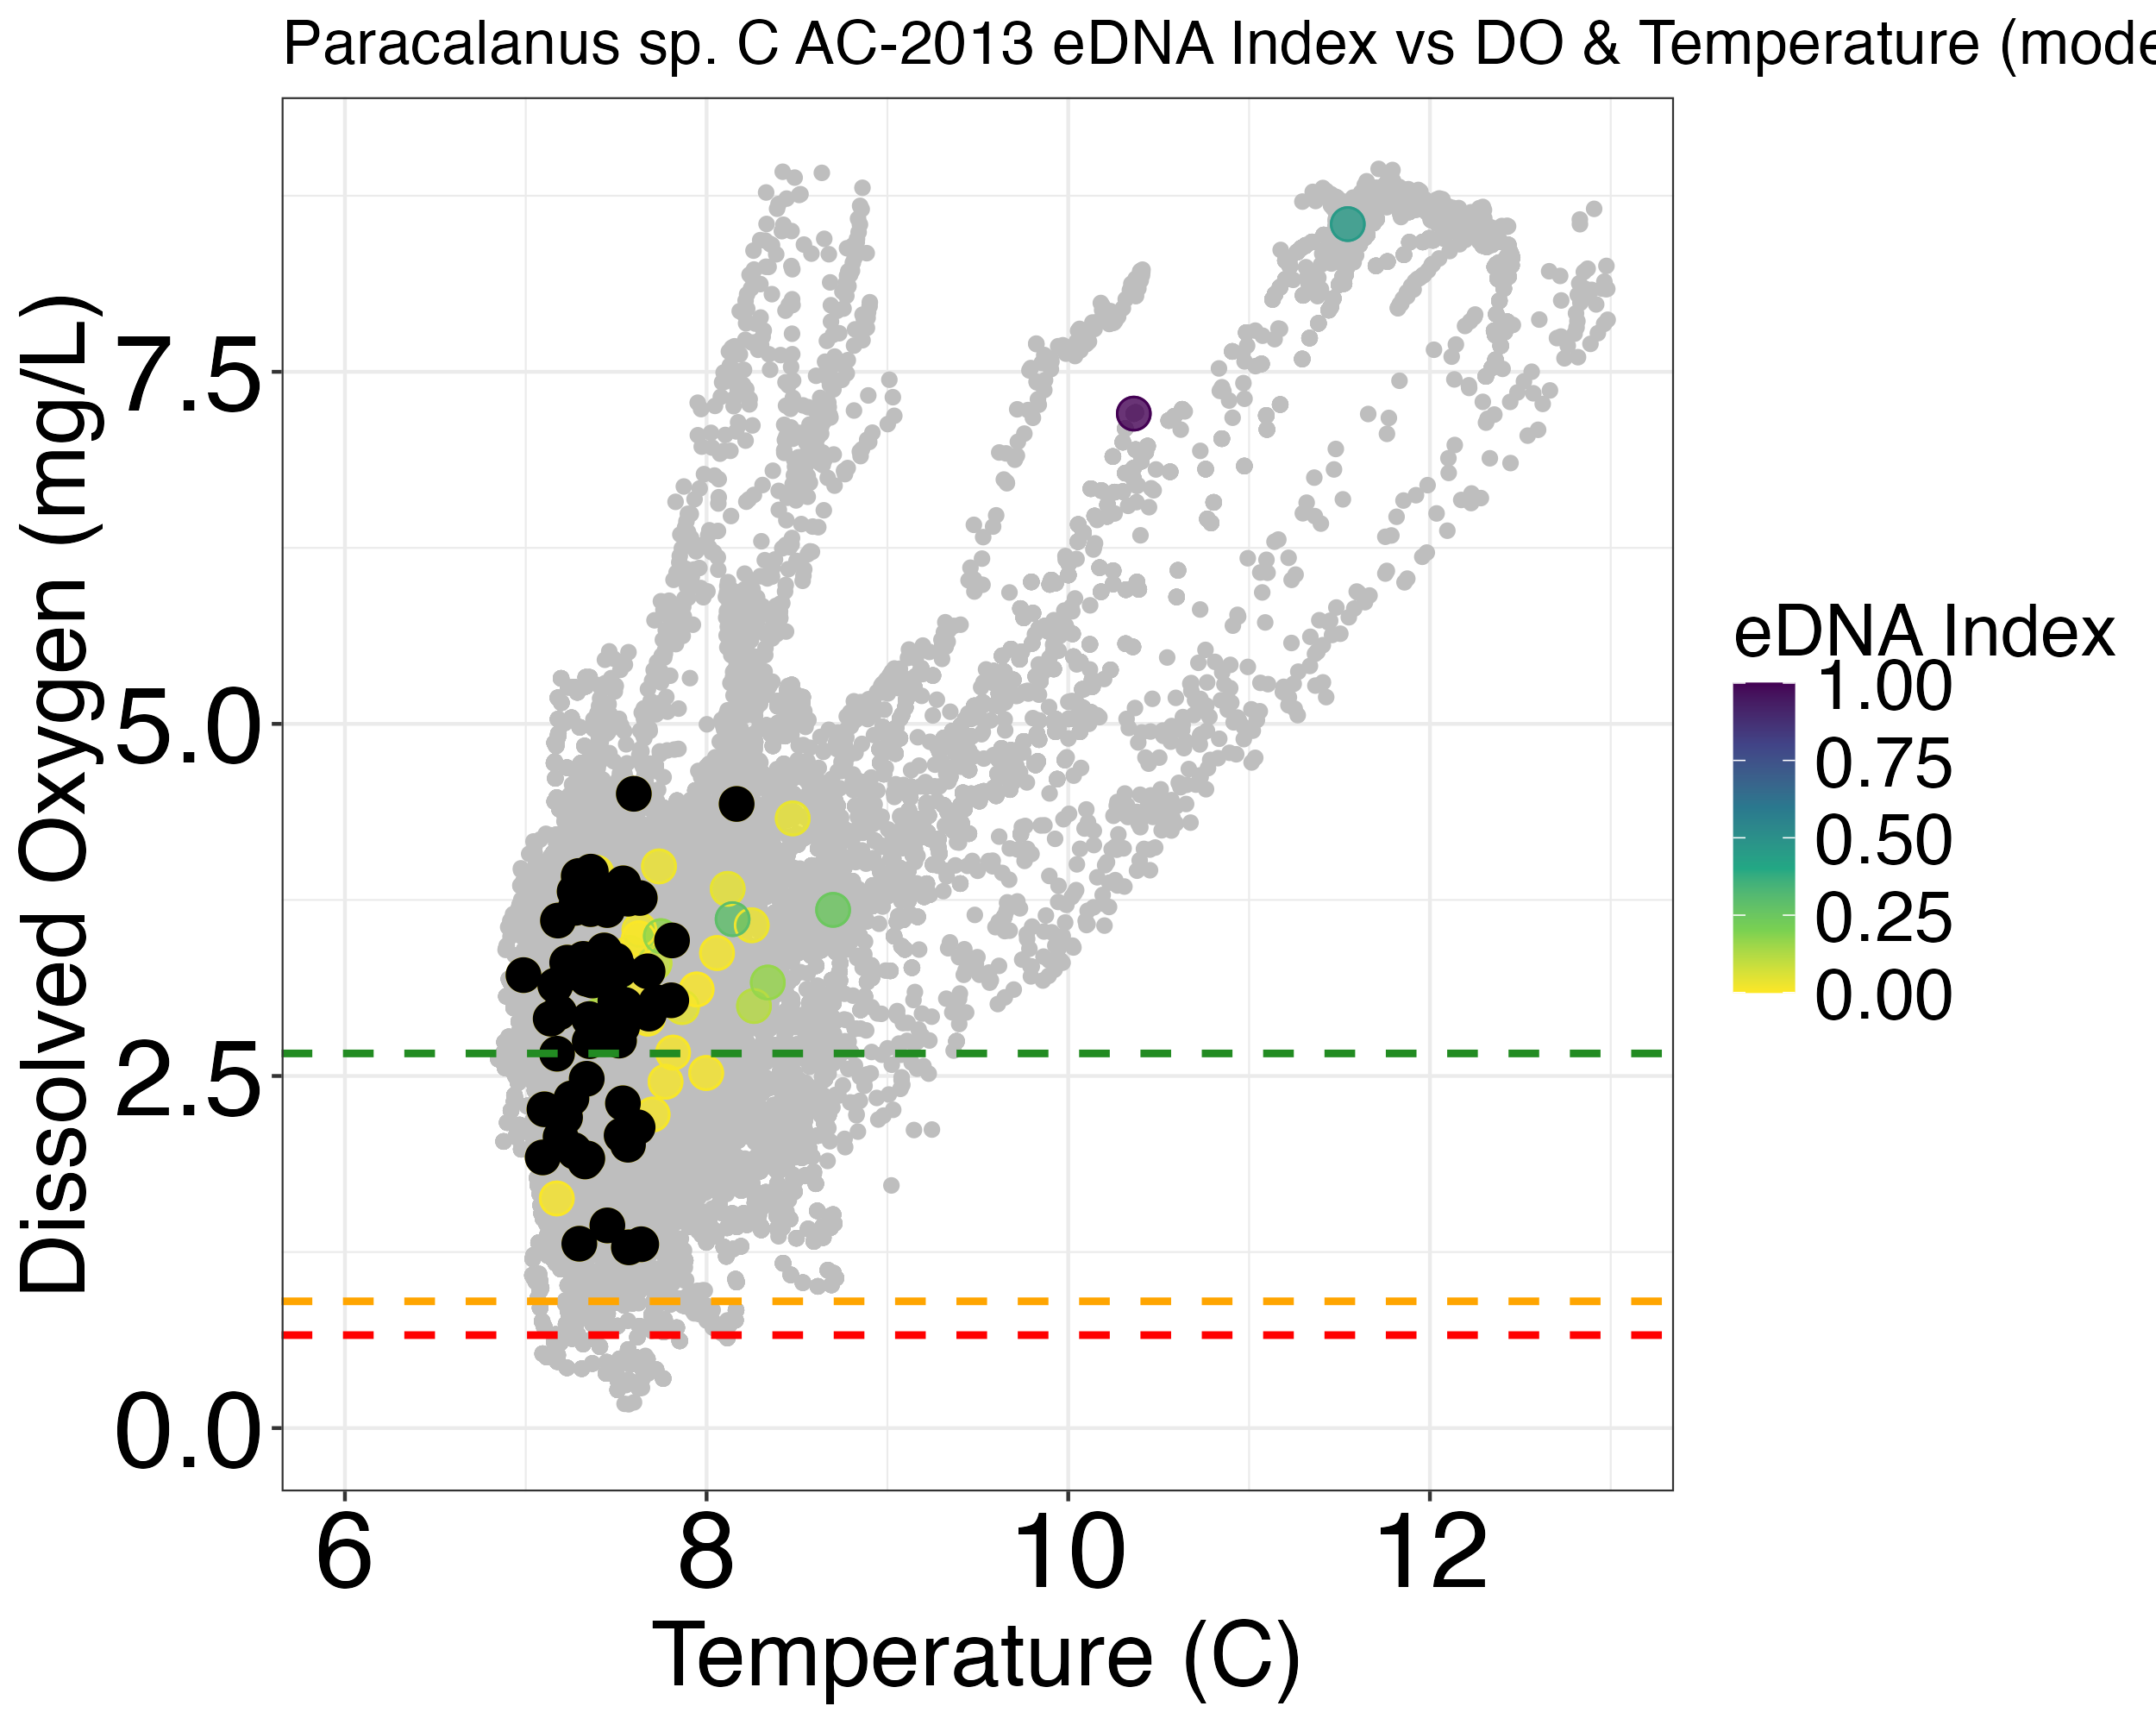 Paracalanus sp. C AC-2013 eDNA Index vs DO & Temperature (mode
Dissolved Oxygen (mg/L)
7.5
5.0
2.5
0.0
6 8 10 12
Temperature (C)
eDNA Index
1.00
0.75
0.50
0.25
0.00